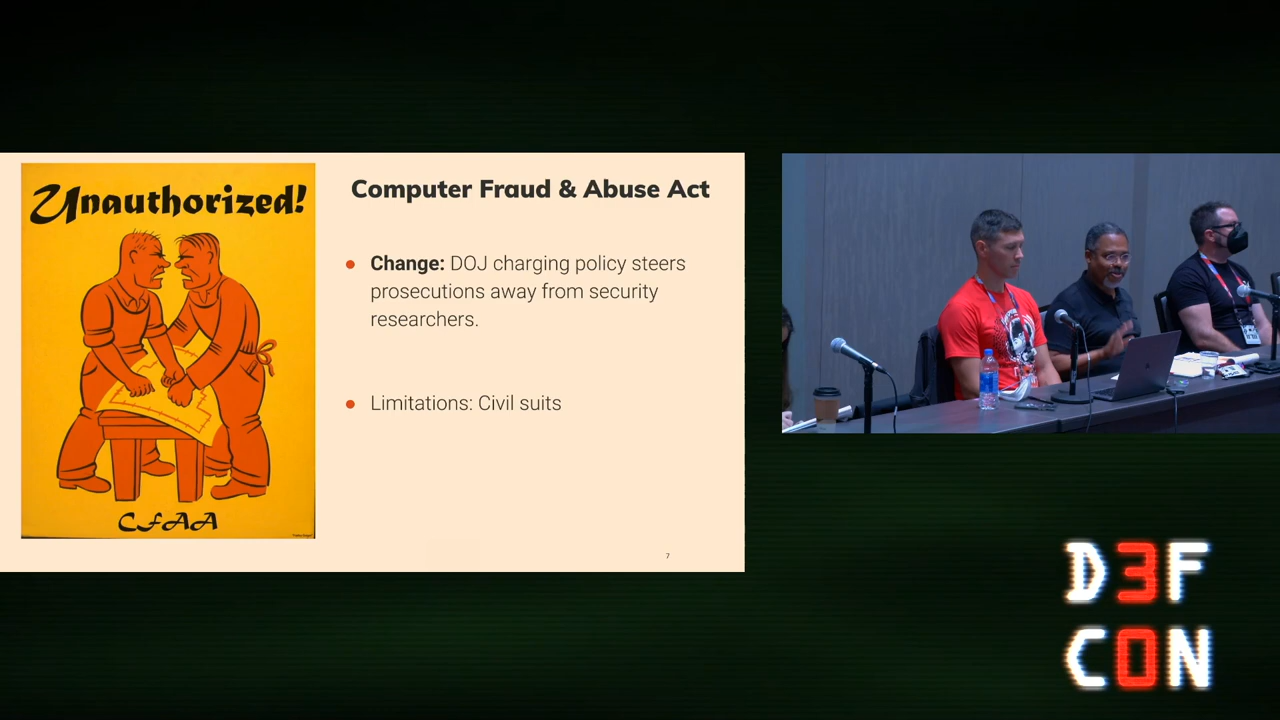 Unauthorized!
CFAA
Computer Fraud & Abuse Act
• Change: DOJ charging policy steers
prosecutions away from security
researchers.
• Limitations: Civil suits
7
D3F
C0N